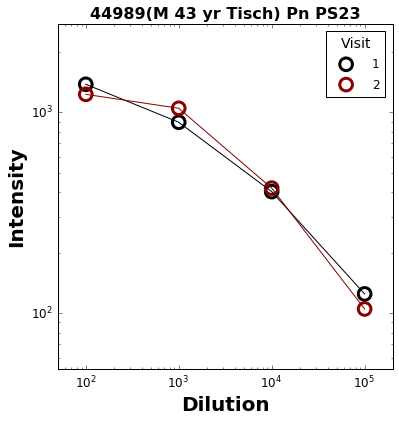 44989(M 43 yr Tisch) Pn PS23
Visit
1
2
10³
10²
Intensity
10² 10³ 10⁴ 10⁵
Dilution